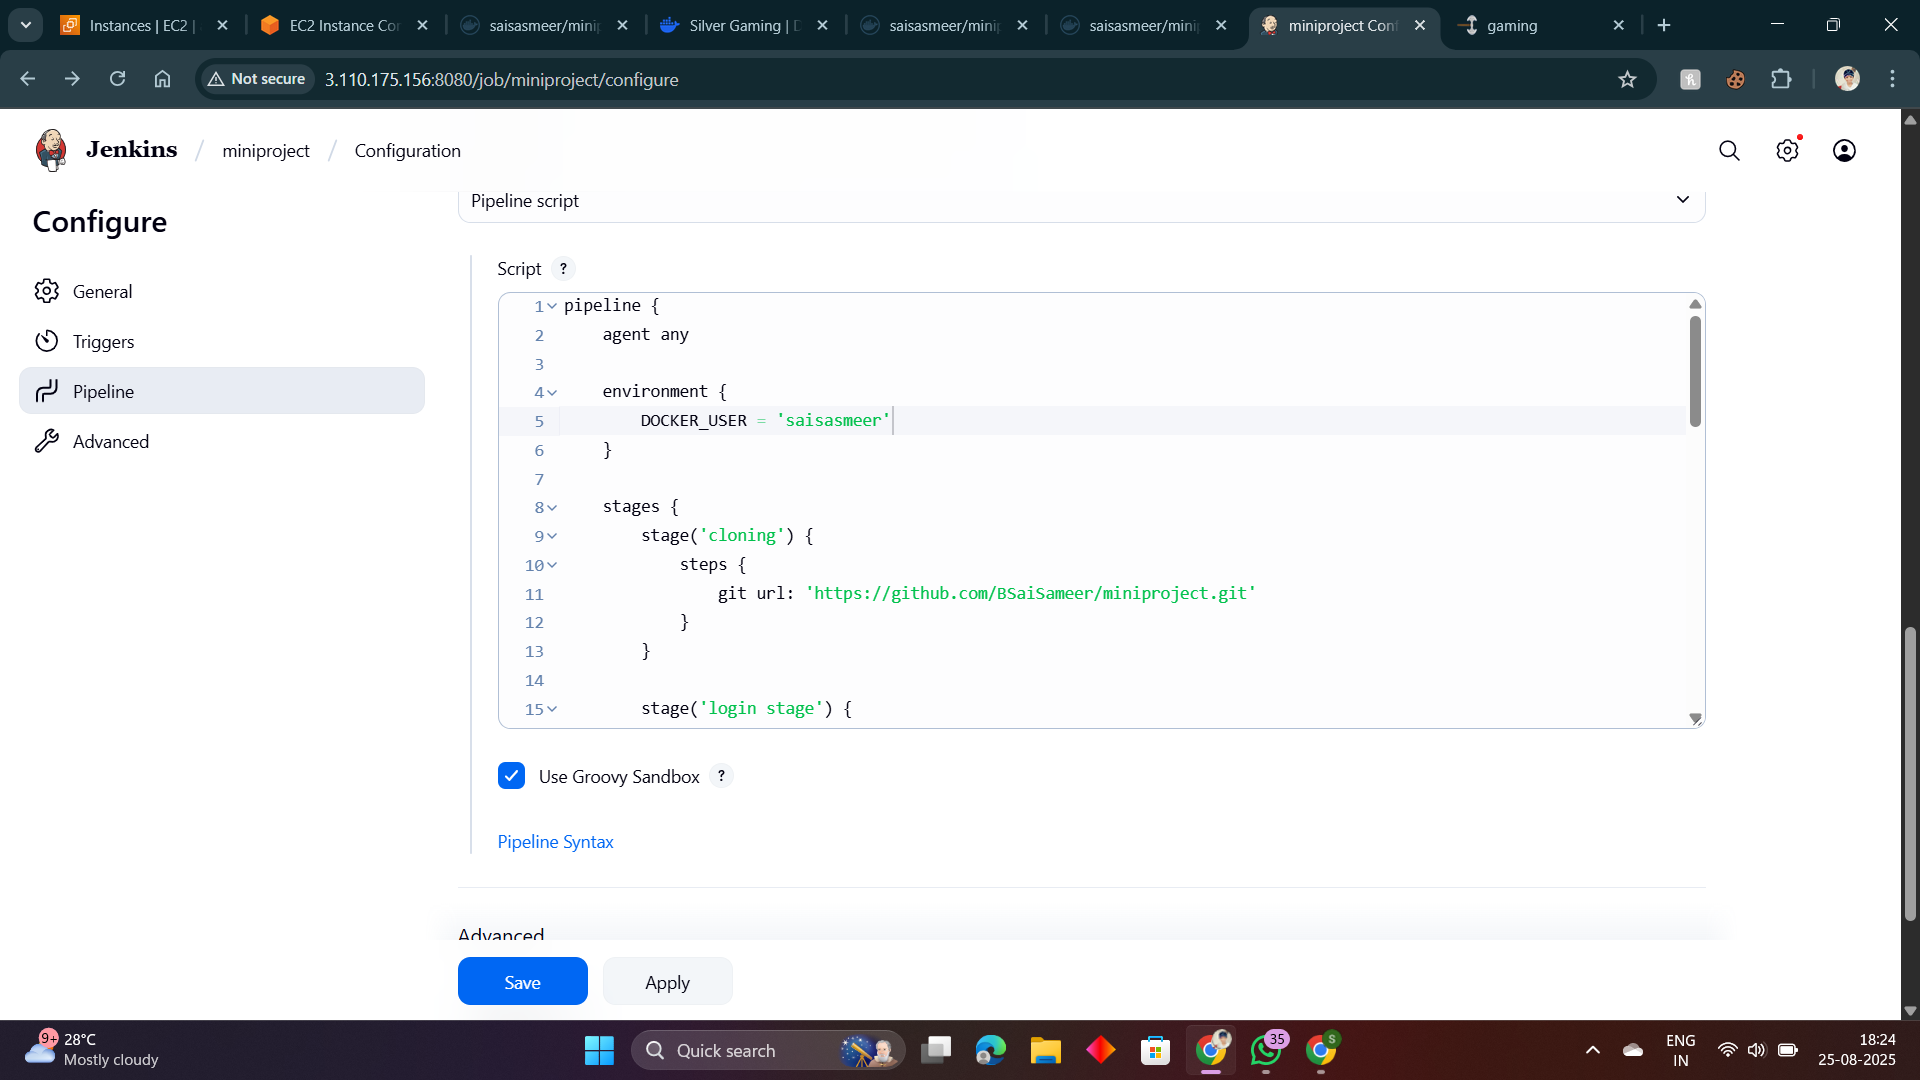 Instances | EC2 |
EC2 Instance Con
saisasmeer/minip
Silver Gaming | D
saisasmeer/minip
saisasmeer/minip
miniproject Conf
gaming
Not secure
3.110.175.156:8080/job/miniproject/configure
Jenkins / miniproject / Configuration
Configure
General
Triggers
Pipeline
Advanced
Pipeline script
Script ?
1 pipeline {
2     agent any
3
4     environment {
5         DOCKER_USER = 'saisasmeer'
6     }
7
8     stages {
9         stage('cloning') {
10             steps {
11                 git url: 'https://github.com/BSaiSameer/miniproject.git'
12             }
13         }
14
15         stage('login stage') {
Use Groovy Sandbox ?
Pipeline Syntax
Advanced
Save
Apply
9+
28°C
Mostly cloudy
Quick search
35
S
ENG
IN
18:24
25-08-2025